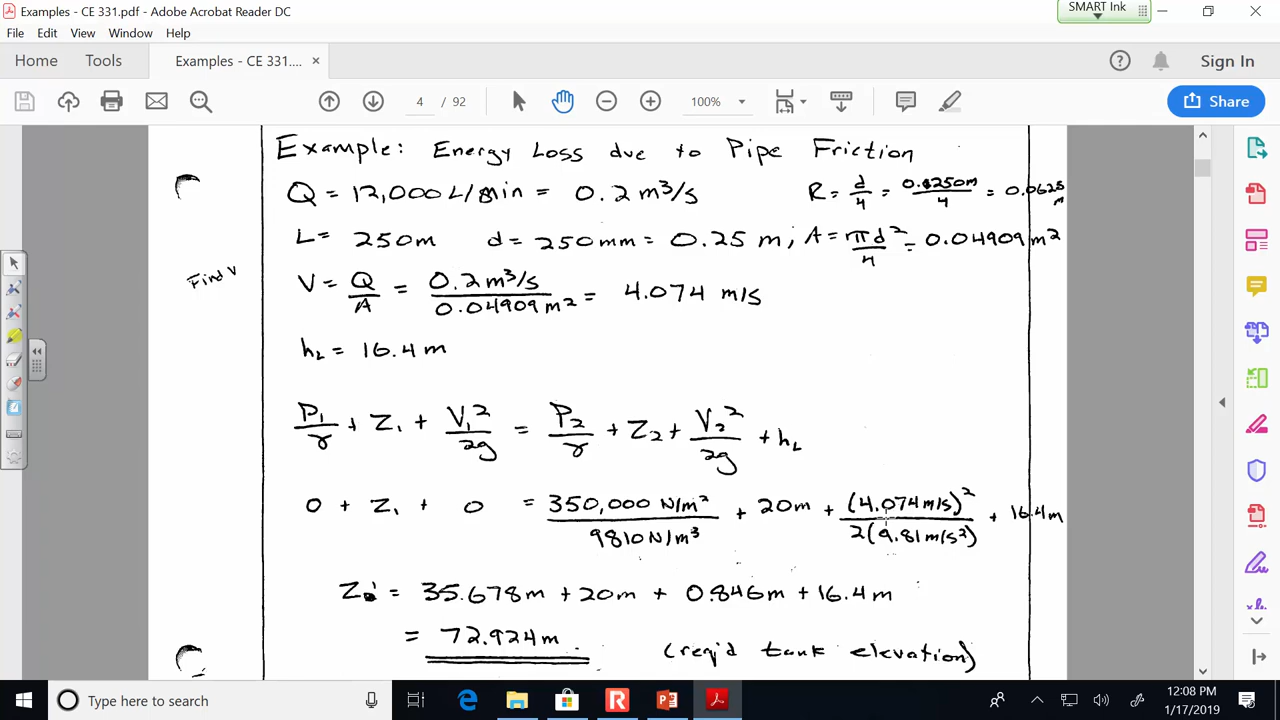 Examples - CE 331.pdf - Adobe Acrobat Reader DC
SMART Ink
File Edit View Window Help
Home Tools Examples - CE 331.... × Sign In
4 / 92 100% Share
Example: Energy Loss due to Pipe Friction
Q = 12,000 L/min = 0.2 m³/s R = d/4 = 0.0250m/4 = 0.0625 m
L = 250m d = 250mm = 0.25 m; A = πd²/4 = 0.04909 m²
Find V
V = Q/A = 0.2 m³/s / 0.04909 m² = 4.074 m/s
hL = 16.4 m
P1/γ + Z1 + V1²/2g = P2/γ + Z2 + V2²/2g + hL
0 + Z1 + 0 = 350,000 N/m² / 9810 N/m³ + 20m + (4.074 m/s)² / 2(9.81 m/s²) + 16.4m
Z1 = 35.678m + 20m + 0.846m + 16.4 m
= 72.924m (req'd tank elevation)
Type here to search
12:08 PM
1/17/2019